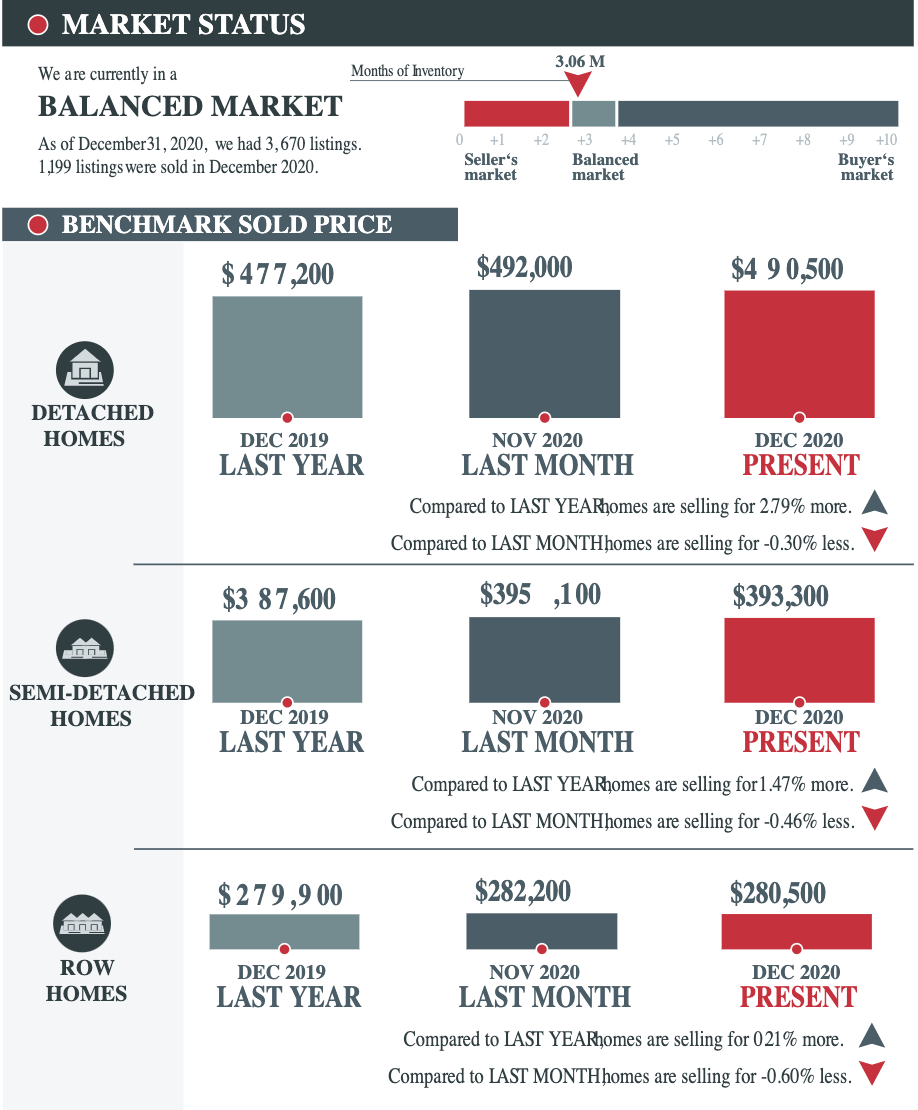 MARKET STATUS
We are currently in a
BALANCED MARKET
As of December31, 2020, we had 3,670 listings.
1,199 listings were sold in December 2020.
Months of Inventory
3.06 M
0 +1 +2 +3 +4 +5 +6 +7 +8 +9 +10
Seller's market
Balanced market
Buyer's market
BENCHMARK SOLD PRICE
DETACHED
HOMES
$477,200
$492,000
$490,500
DEC 2019
LAST YEAR
NOV 2020
LAST MONTH
DEC 2020
PRESENT
Compared to LAST YEAR, homes are selling for 2.79% more.
Compared to LAST MONTH, homes are selling for -0.30% less.
SEMI-DETACHED
HOMES
$387,600
$395,100
$393,300
DEC 2019
LAST YEAR
NOV 2020
LAST MONTH
DEC 2020
PRESENT
Compared to LAST YEAR, homes are selling for 1.47% more.
Compared to LAST MONTH, homes are selling for -0.46% less.
ROW
HOMES
$279,900
$282,200
$280,500
DEC 2019
LAST YEAR
NOV 2020
LAST MONTH
DEC 2020
PRESENT
Compared to LAST YEAR, homes are selling for 021% more.
Compared to LAST MONTH, homes are selling for -0.60% less.